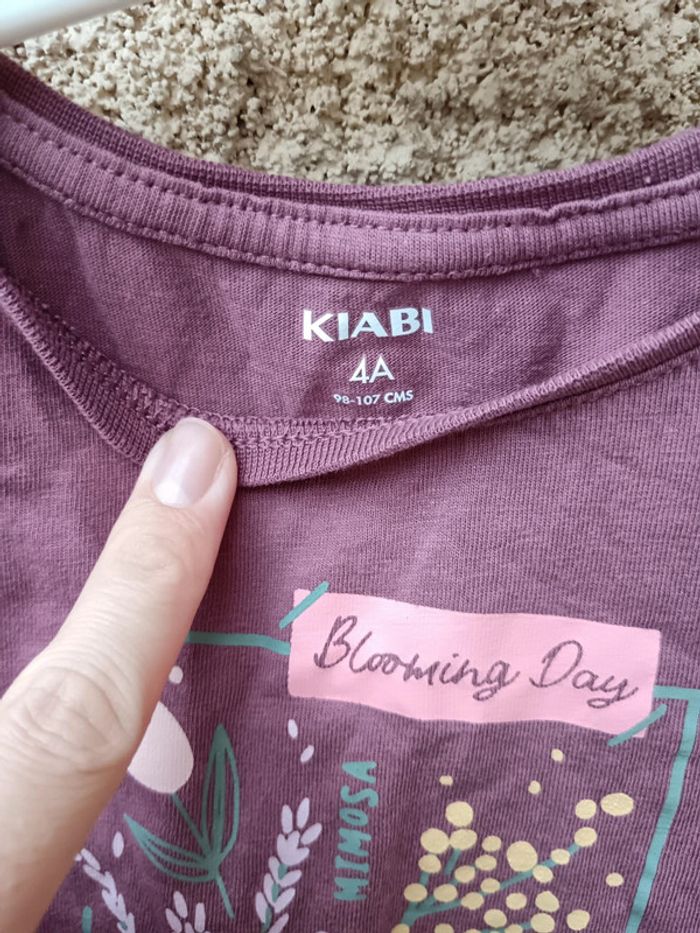 KIABI
4A
98-107 CMS
Blooming Day
MIMOSA